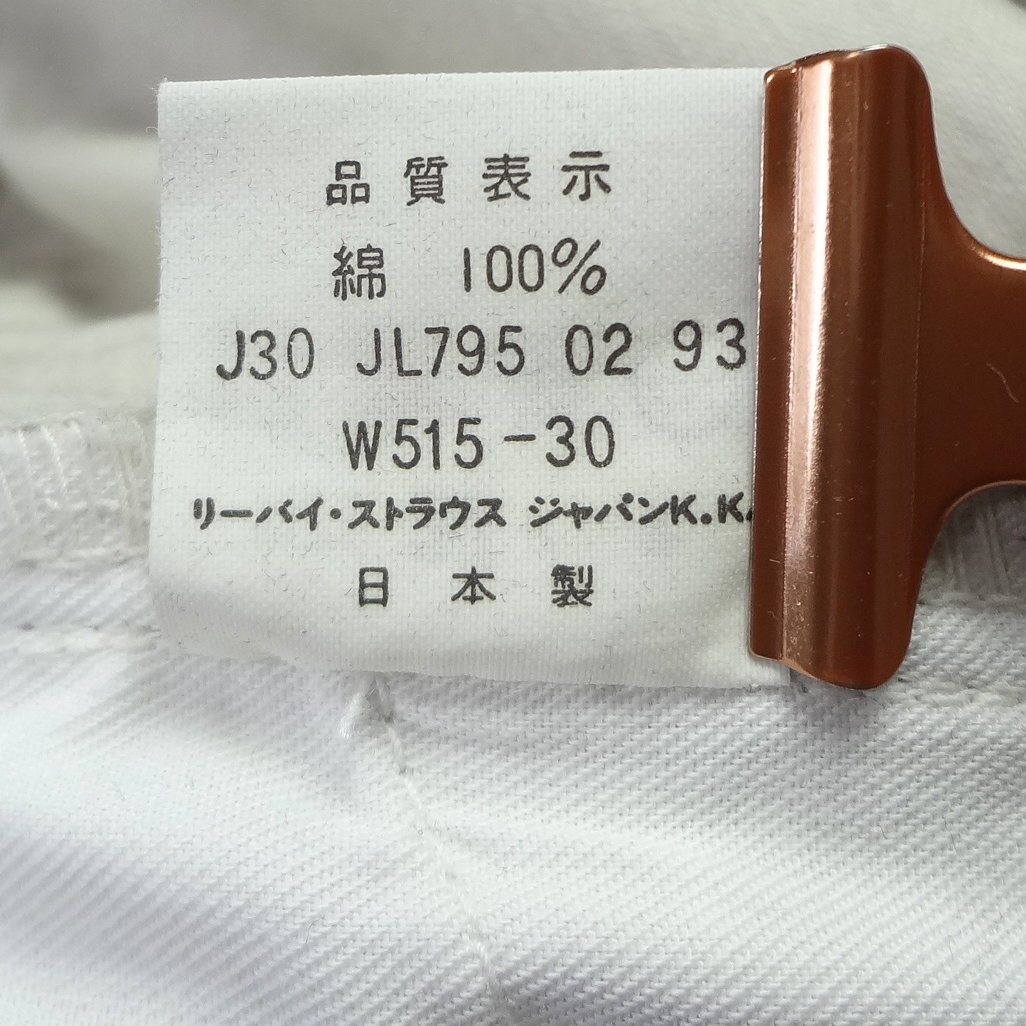 品質表示
綿 100%
J30 JL795 02 93
W515-30
リーバイ・ストラウス ジャパンK.K.
日本製